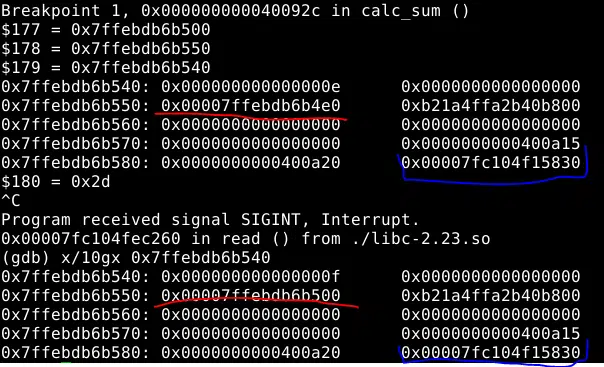 Breakpoint 1, 0x000000000040092c in calc_sum ()
$177 = 0x7ffebdb6b500
$178 = 0x7ffebdb6b550
$179 = 0x7ffebdb6b540
0x7ffebdb6b540: 0x000000000000000e 0x0000000000000000
0x7ffebdb6b550: 0x00007ffebdb6b4e0 0xb21a4ffa2b40b800
0x7ffebdb6b560: 0x0000000000000000 0x0000000000000000
0x7ffebdb6b570: 0x0000000000000000 0x0000000000400a15
0x7ffebdb6b580: 0x0000000000400a20 0x00007fc104f15830
$180 = 0x2d
^C
Program received signal SIGINT, Interrupt.
0x00007fc104fec260 in read () from ./libc-2.23.so
(gdb) x/10gx 0x7ffebdb6b540
0x7ffebdb6b540: 0x000000000000000f 0x0000000000000000
0x7ffebdb6b550: 0x00007ffebdb6b500 0xb21a4ffa2b40b800
0x7ffebdb6b560: 0x0000000000000000 0x0000000000000000
0x7ffebdb6b570: 0x0000000000000000 0x0000000000400a15
0x7ffebdb6b580: 0x0000000000400a20 0x00007fc104f15830